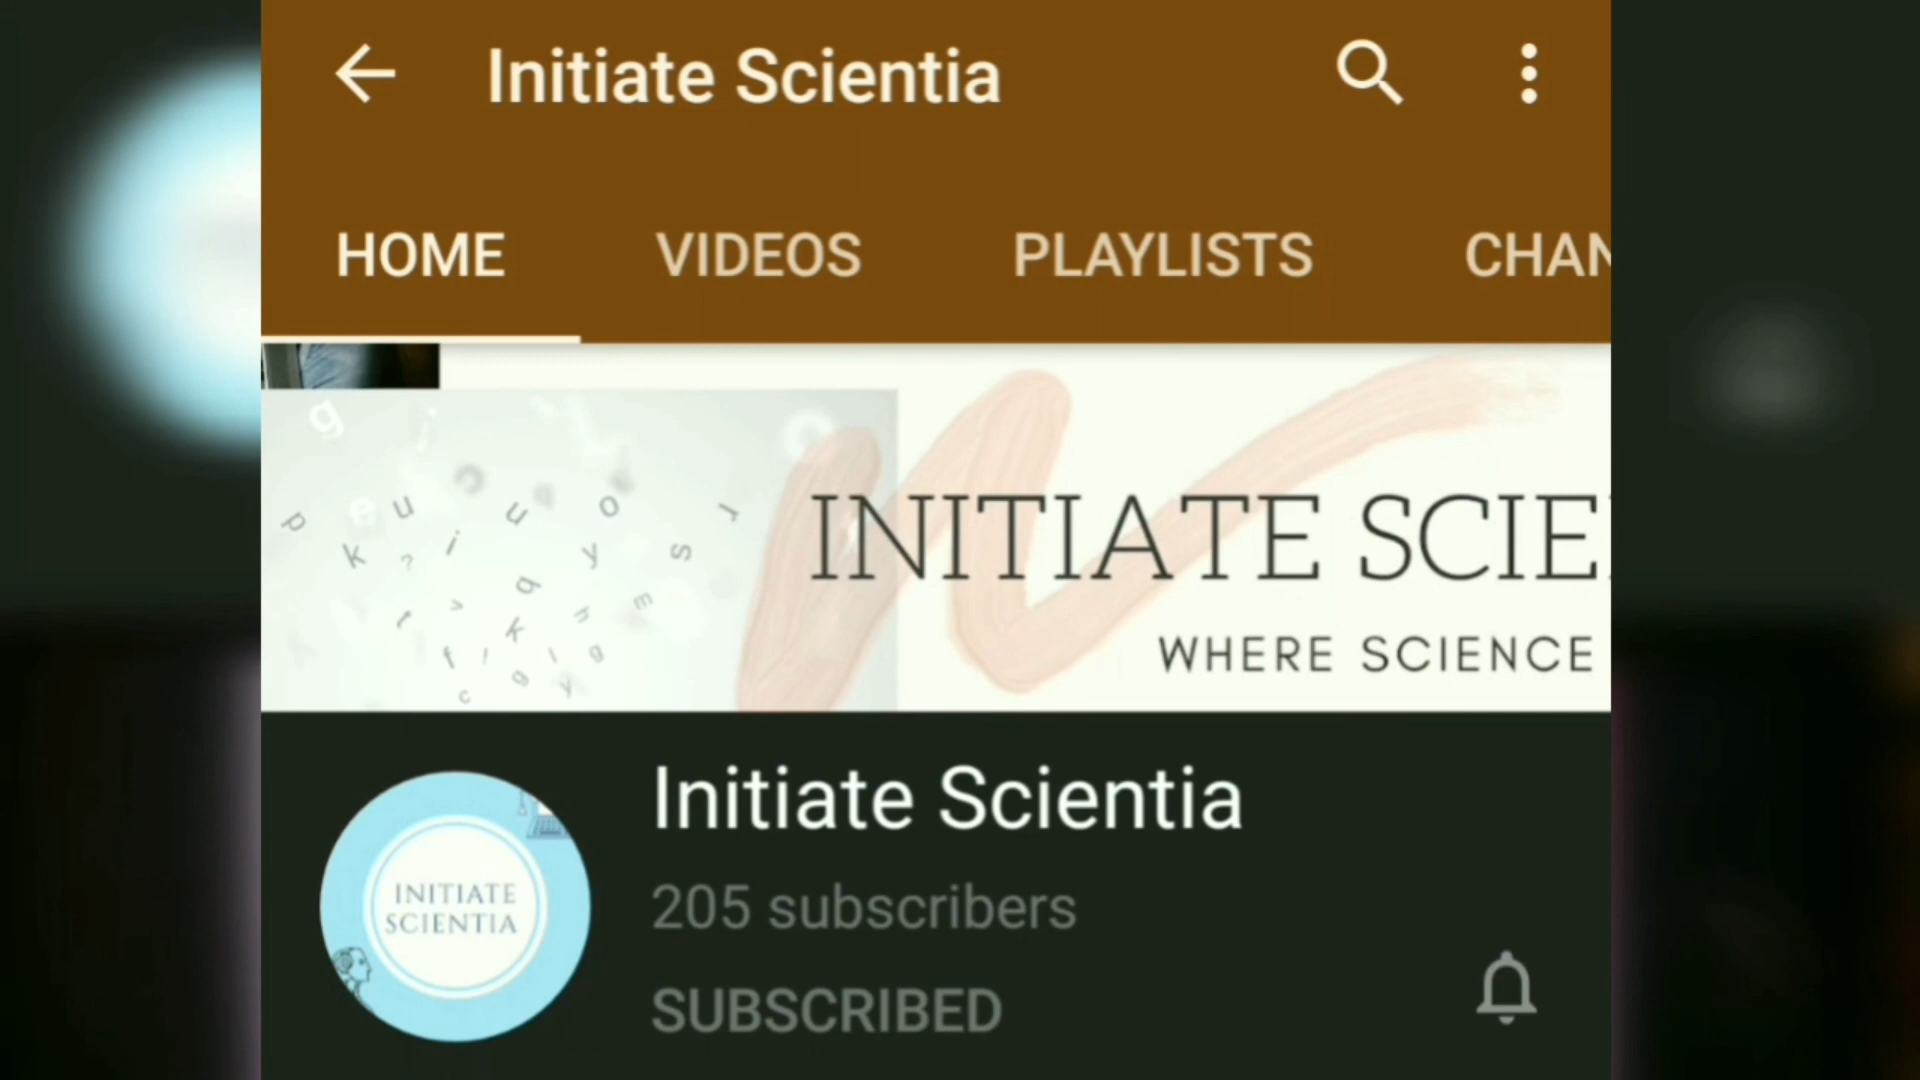 Initiate Scientia
HOME VIDEOS PLAYLISTS CHAN
INITIATE SCIE
WHERE SCIENCE
Initiate Scientia
INITIATE
SCIENTIA
205 subscribers
SUBSCRIBED